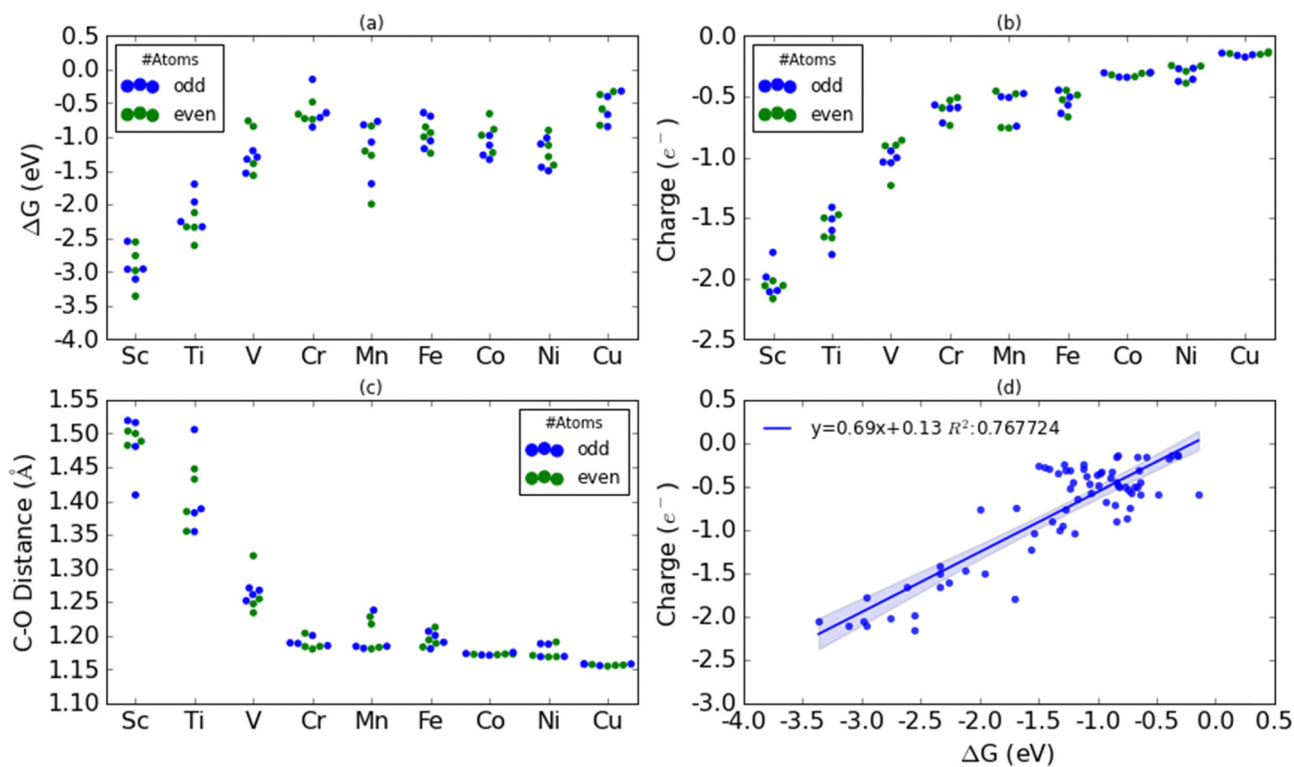 (a)
0.5
0.0
-0.5
-1.0
-1.5
-2.0
-2.5
-3.0
-3.5
-4.0
ΔG (eV)
#Atoms
odd
even
Sc Ti V Cr Mn Fe Co Ni Cu
(b)
0.0
-0.5
-1.0
-1.5
-2.0
-2.5
Charge (e⁻)
#Atoms
odd
even
Sc Ti V Cr Mn Fe Co Ni Cu
(c)
1.55
1.50
1.45
1.40
1.35
1.30
1.25
1.20
1.15
1.10
C-O Distance (Å)
#Atoms
odd
even
Sc Ti V Cr Mn Fe Co Ni Cu
(d)
0.5
0.0
-0.5
-1.0
-1.5
-2.0
-2.5
-3.0
Charge (e⁻)
y=0.69x+0.13 R²:0.767724
-4.0 -3.5 -3.0 -2.5 -2.0 -1.5 -1.0 -0.5 0.0 0.5
ΔG (eV)